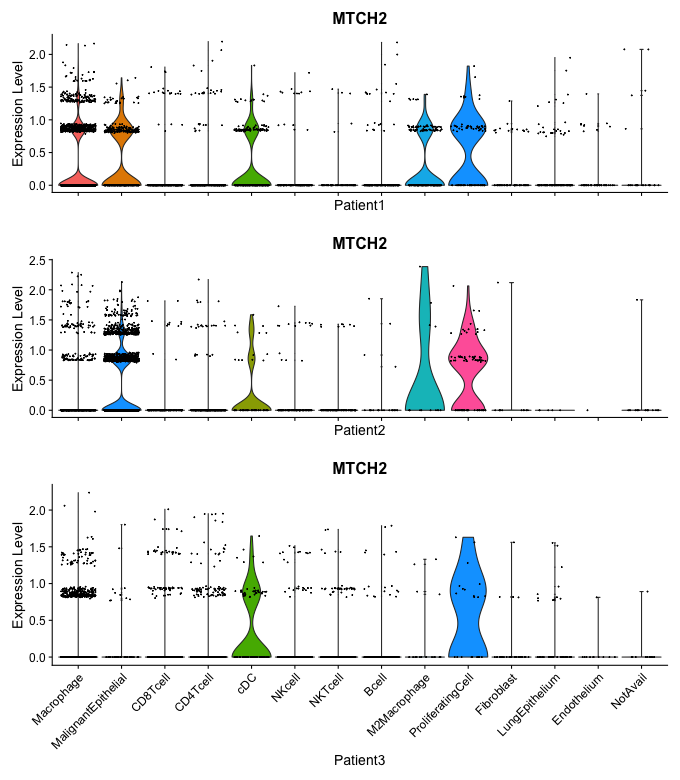 MTCH2
Expression Level
2.0
1.5
1.0
0.5
0.0
Patient1
MTCH2
Expression Level
2.5
2.0
1.5
1.0
0.5
0.0
Patient2
MTCH2
Expression Level
2.0
1.5
1.0
0.5
0.0
Macrophage
MalignantEpithelial
CD8Tcell
CD4Tcell
cDC
NKcell
NKTcell
Bcell
M2Macrophage
ProliferatingCell
Fibroblast
LungEpithelium
Endothelium
NotAvail
Patient3